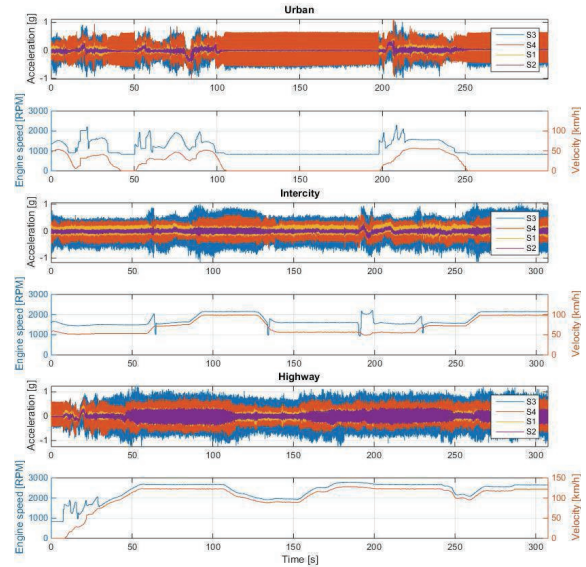 Urban
Acceleration [g]
1
0
-1
0 50 100 150 200 250 300
S3
S4
S1
S2
Engine speed [RPM]
3000
2000
1000
0
0 50 100 150 200 250 300
100
50
0
Velocity [km/h]
Intercity
Acceleration [g]
1
0
-1
0 50 100 150 200 250 300
S3
S4
S1
S2
Engine speed [RPM]
3000
2000
1000
0
0 50 100 150 200 250 300
100
50
0
Velocity [km/h]
Highway
Acceleration [g]
1
0
-1
0 50 100 150 200 250 300
S3
S4
S1
S2
Engine speed [RPM]
3000
2000
1000
0
0 50 100 150 200 250
150
100
50
0
Velocity [km/h]
Time [s]